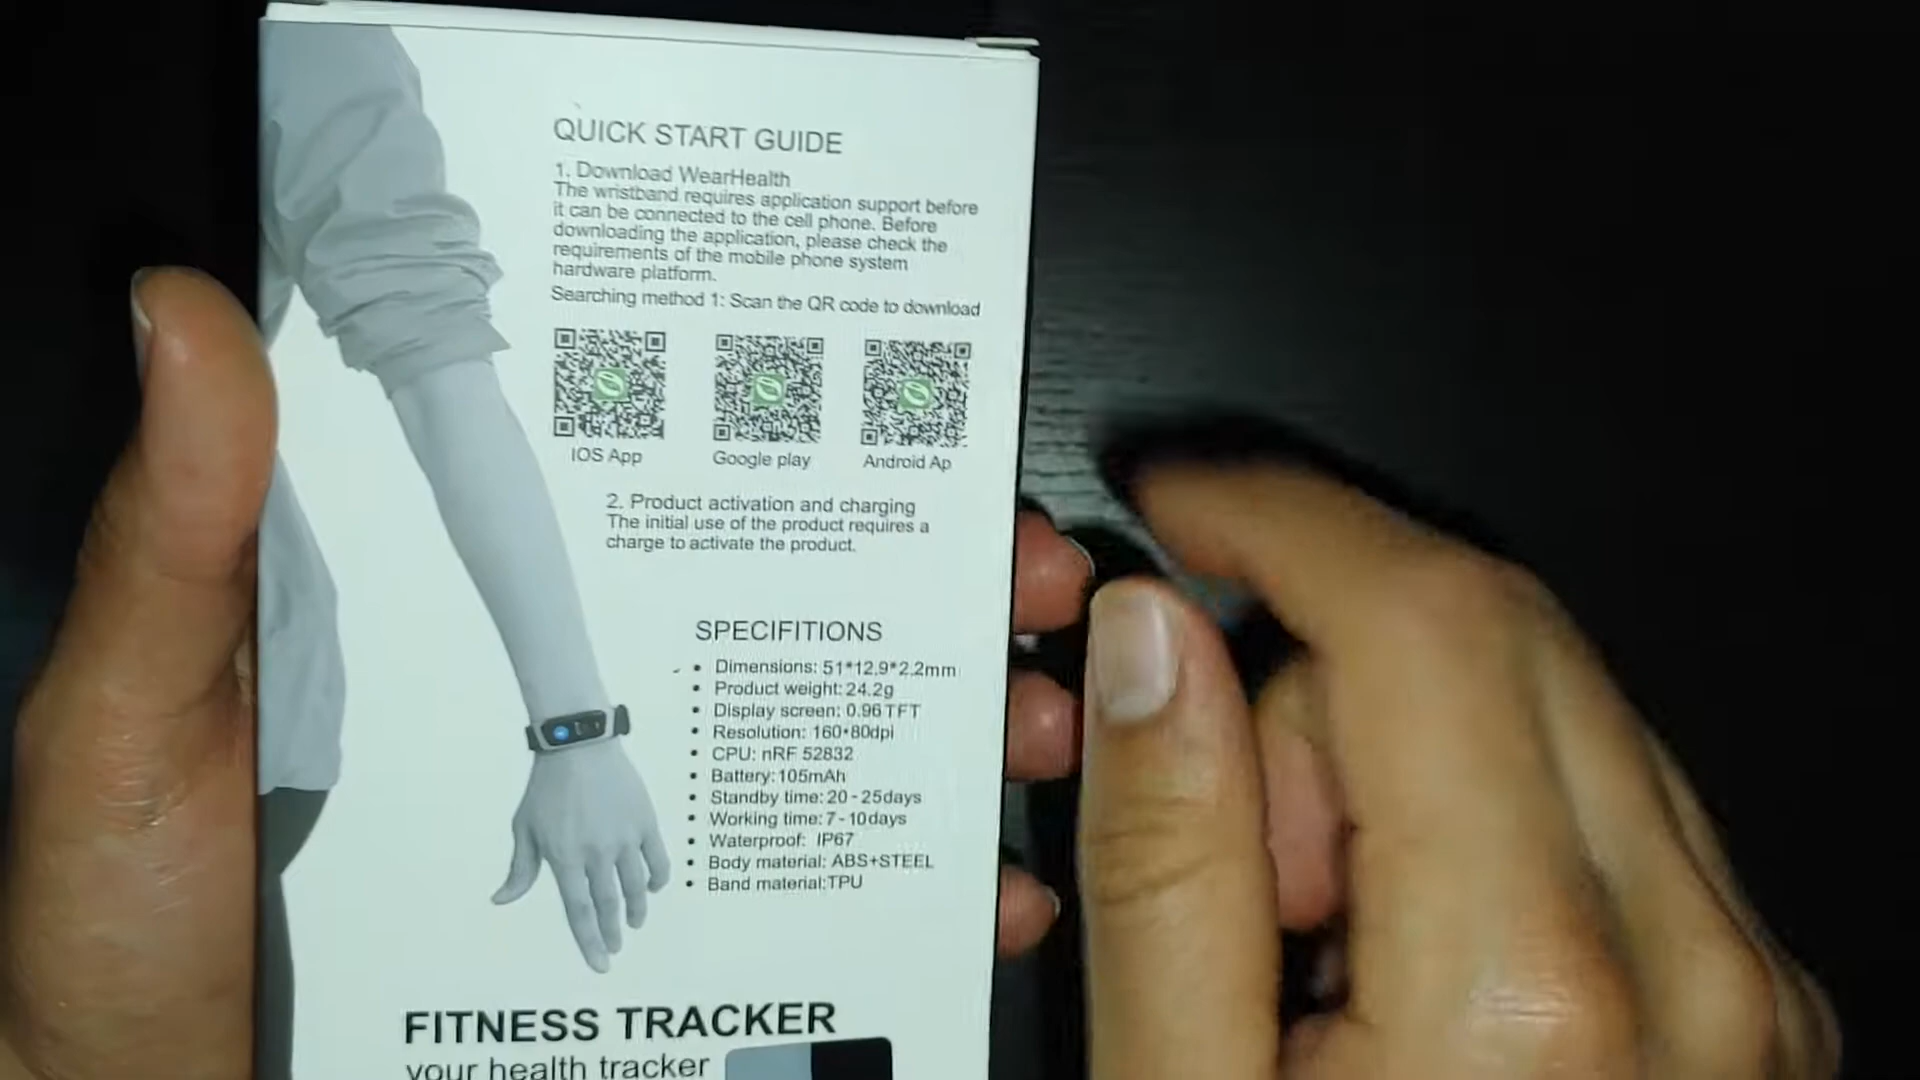 QUICK START GUIDE
1. Download WearHealth
The wristband requires application support before
it can be connected to the cell phone. Before
downloading the application, please check the
requirements of the mobile phone system
hardware platform.
Searching method 1: Scan the QR code to download
IOS App
Google play
Android Ap
2. Product activation and charging
The initial use of the product requires a
charge to activate the product.
SPECIFITIONS
• Dimensions: 51*12.9*2.2mm
• Product weight: 24.2g
• Display screen: 0.96 TFT
• Resolution: 160*80dpi
• CPU: nRF 52832
• Battery: 105mAh
• Standby time: 20-25days
• Working time: 7-10days
• Waterproof: IP67
• Body material: ABS+STEEL
• Band material:TPU
FITNESS TRACKER
your health tracker